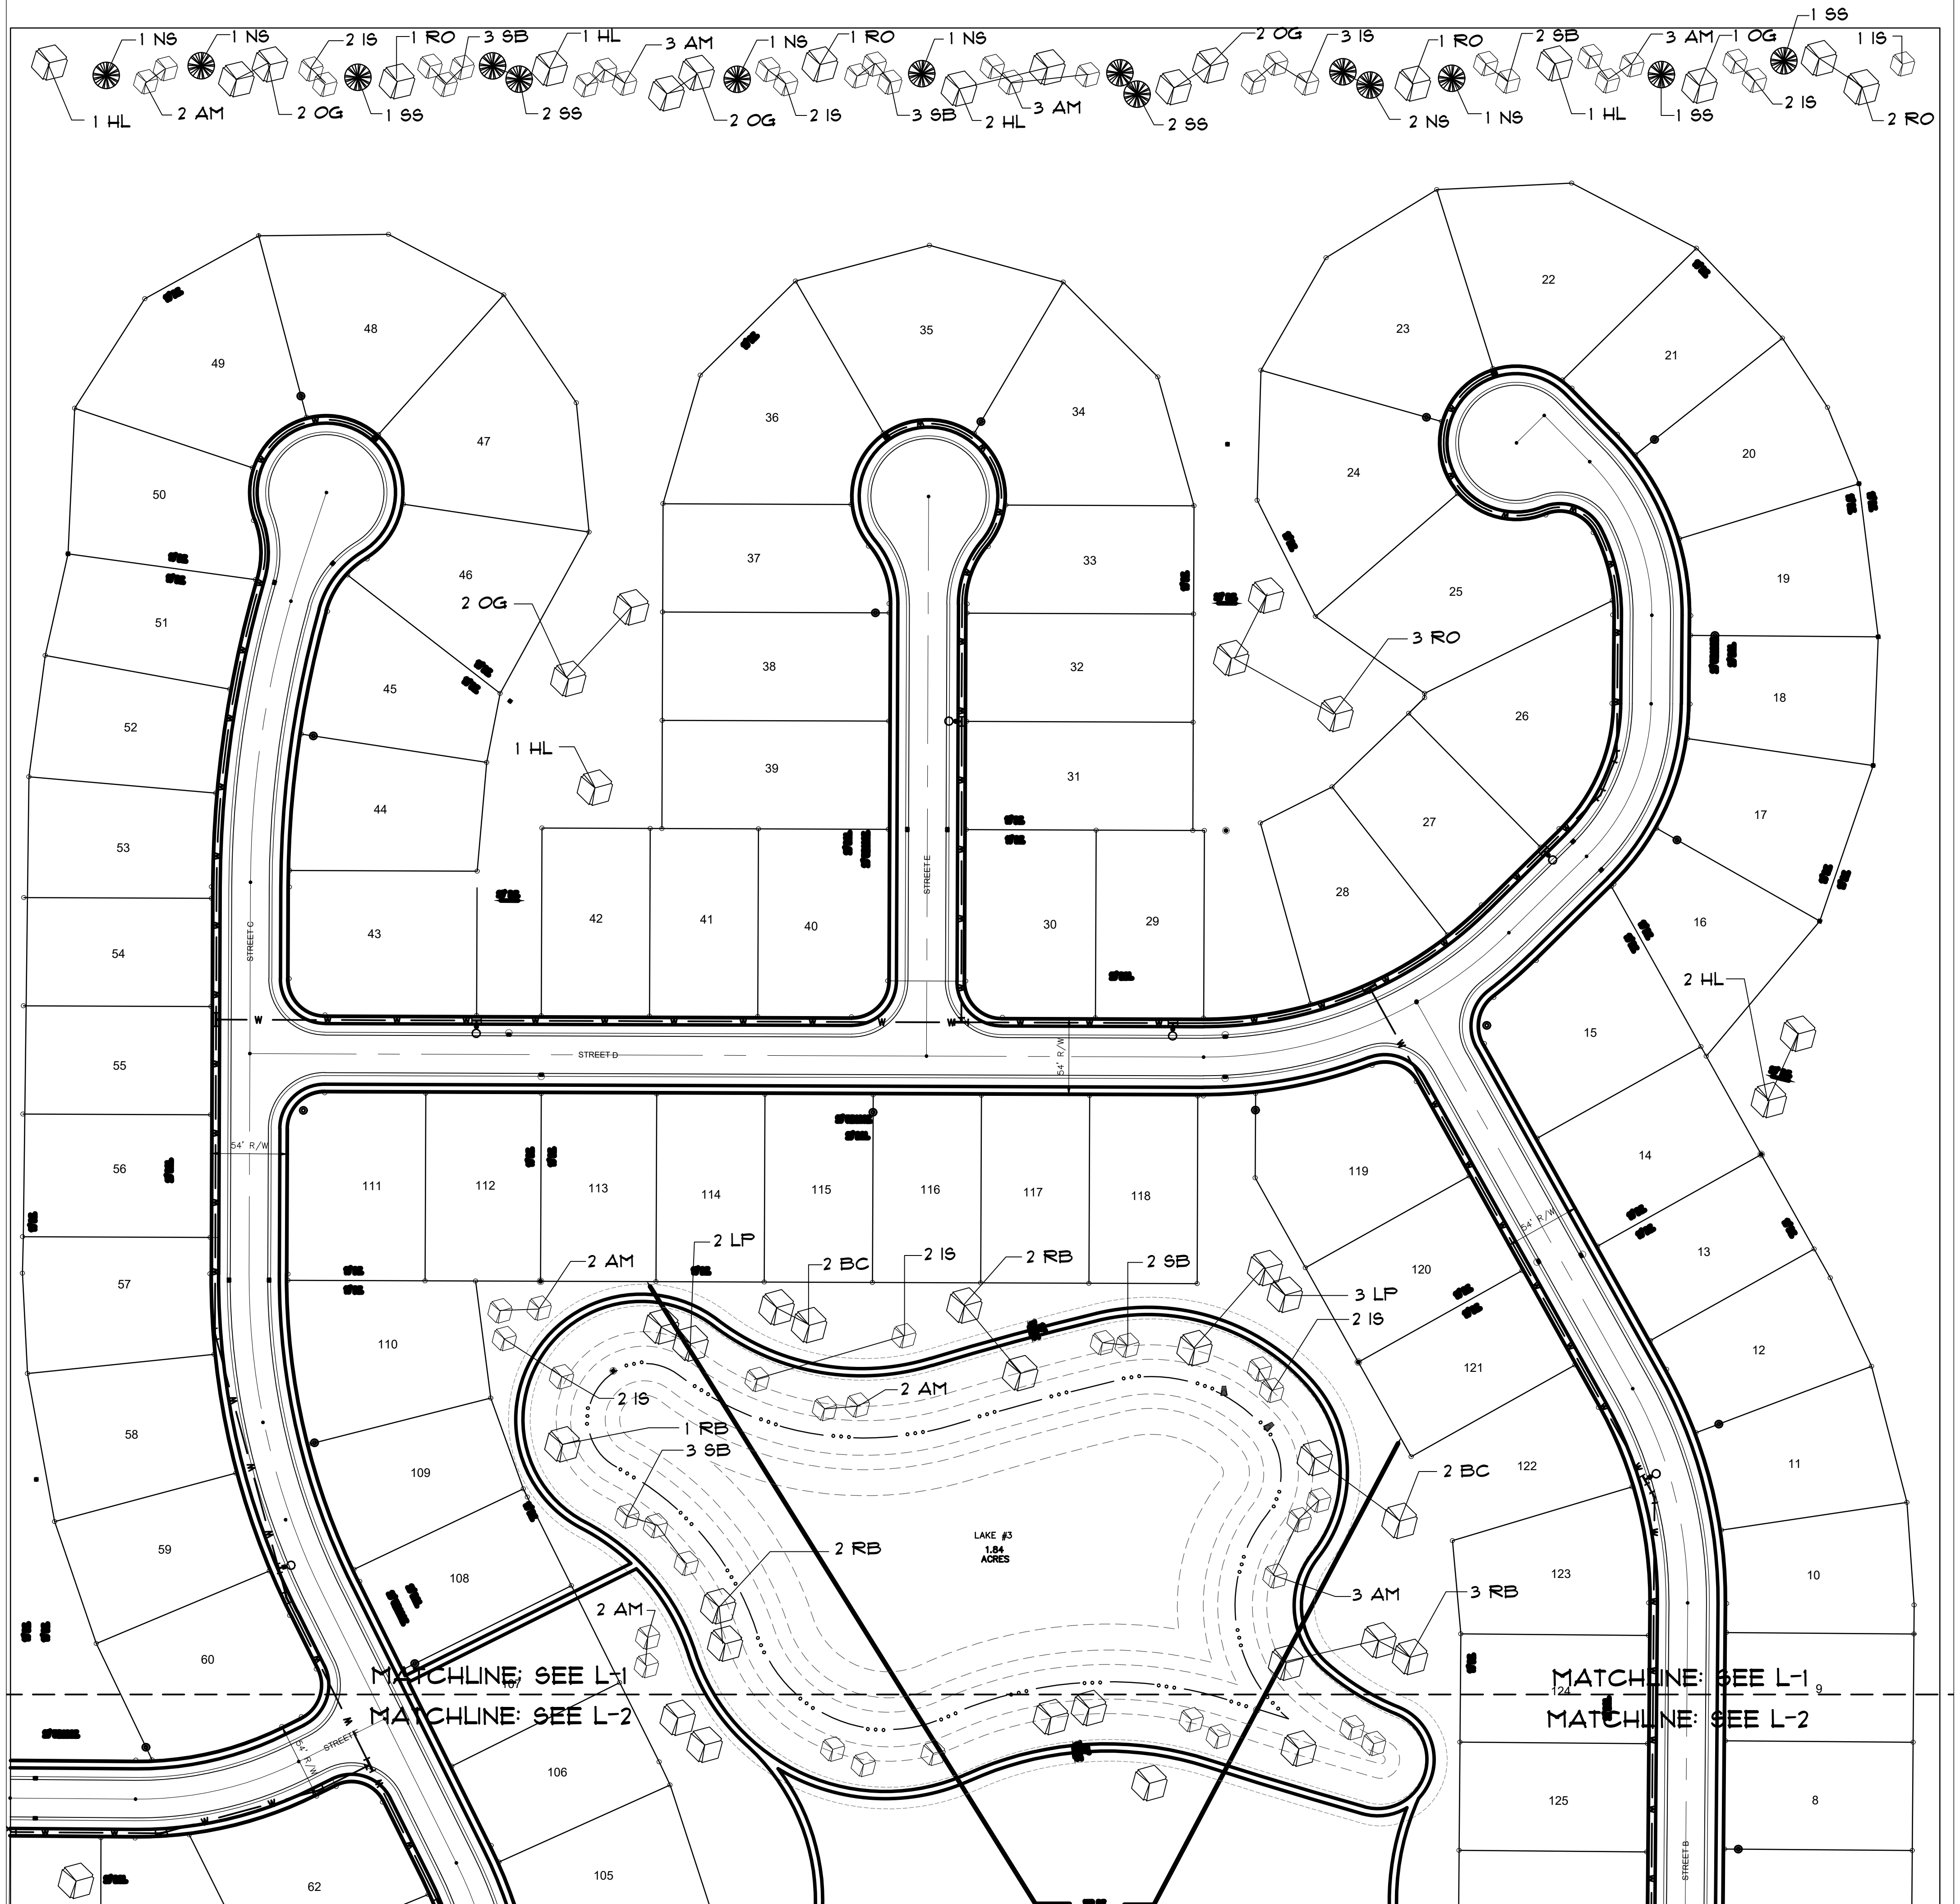 1 NS
1 NS
2 IS
1 RO
3 SB
1 HL
3 AM
1 NS
1 RO
1 NS
2 OG
3 IS
1 RO
2 SB
3 AM
1 OG
1 SS
1 IS
1 HL
2 AM
2 OG
1 SS
2 SS
2 OG
2 IS
3 SB
2 HL
3 AM
2 SS
2 NS
1 NS
1 HL
1 SS
2 IS
2 RO
22
48
35
23
21
49
36
34
47
20
24
50
37
33
46
25
19
2 OG
51
38
32
3 RO
45
26
18
52
1 HL
39
31
44
27
17
53
28
16
43
42
41
40
STREET E
30
29
54
STREET C
2 HL
15
55
STREET D
54' R/W
56
54' R/W
111
112
113
114
115
116
117
118
119
14
54' R/W
13
57
2 AM
2 LP
2 BC
2 IS
2 RB
2 SB
120
3 LP
2 IS
110
121
12
58
2 IS
2 AM
1 RB
3 SB
109
2 BC
122
11
59
LAKE #3
1.84
ACRES
2 RB
108
123
10
3 AM
3 RB
2 AM
60
MATCHLINE: SEE L-1
107
MATCHLINE: SEE L-1
124
9
MATCHLINE: SEE L-2
MATCHLINE: SEE L-2
54' R/W
STREET
106
125
8
105
62
STREET B